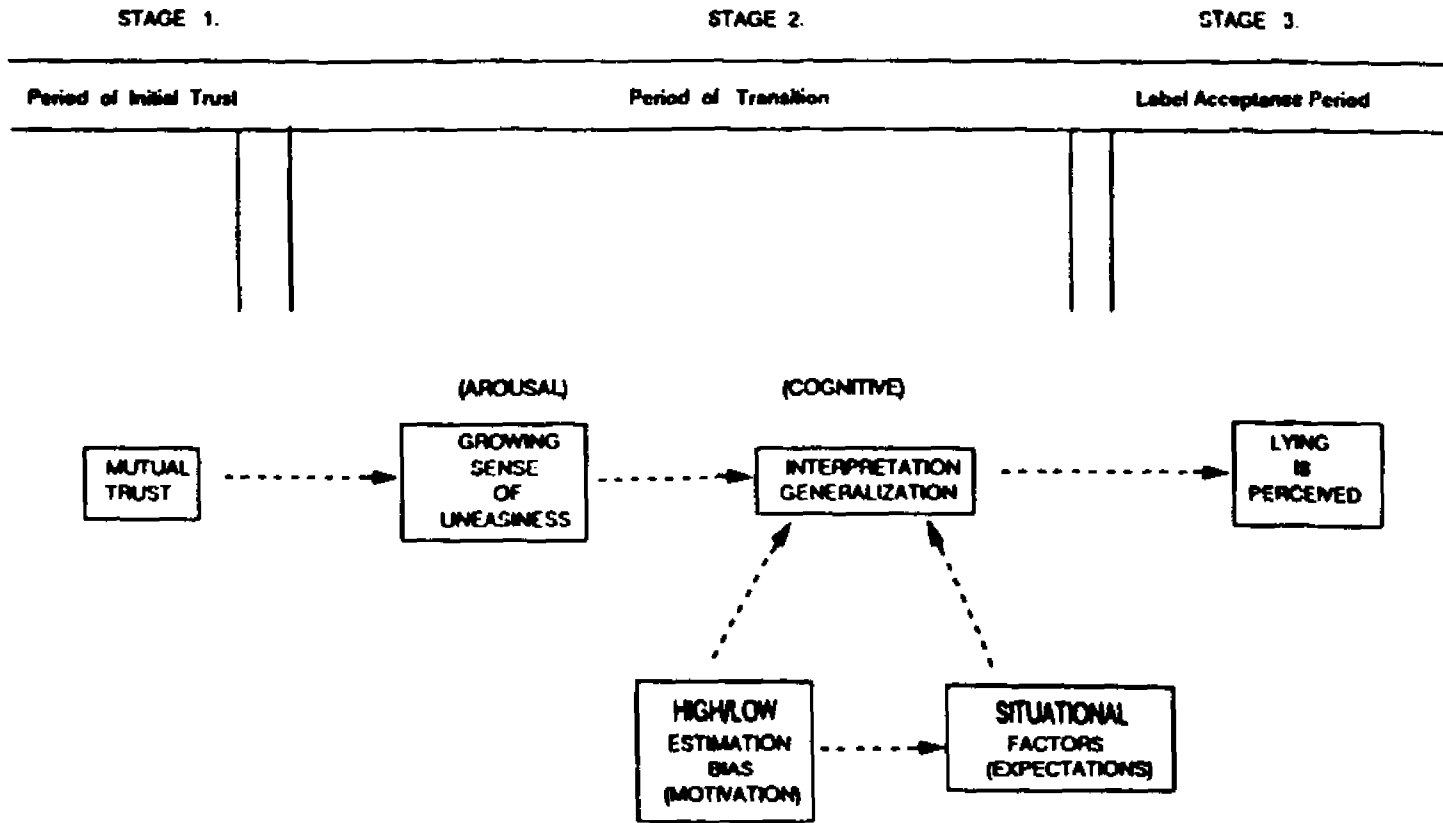 STAGE 1.
STAGE 2.
STAGE 3.
Period of Initial Trust
Period of Transition
Label Acceptance Period
(AROUSAL)
(COGNITIVE)
MUTUAL
TRUST
GROWING
SENSE
OF
UNEASINESS
INTERPRETATION
GENERALIZATION
LYING
IS
PERCEIVED
HIGH/LOW
ESTIMATION
BIAS
(MOTIVATION)
SITUATIONAL
FACTORS
(EXPECTATIONS)